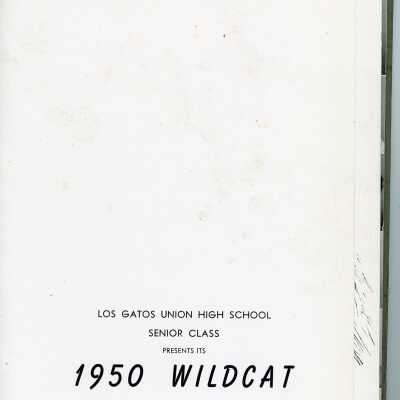 LOS GATOS UNION HIGH SCHOOL
SENIOR CLASS
PRESENTS ITS
1950 WILDCAT